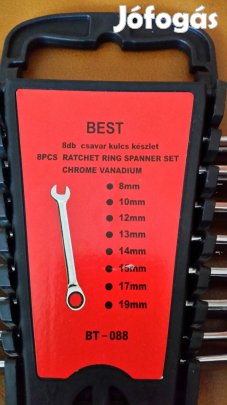 Jófogás
BEST
8db csavar kulcs készlet
8PCS RATCHET RING SPANNER SET
CHROME VANADIUM
8mm
10mm
12mm
13mm
14mm
15mm
17mm
19mm
BT-088